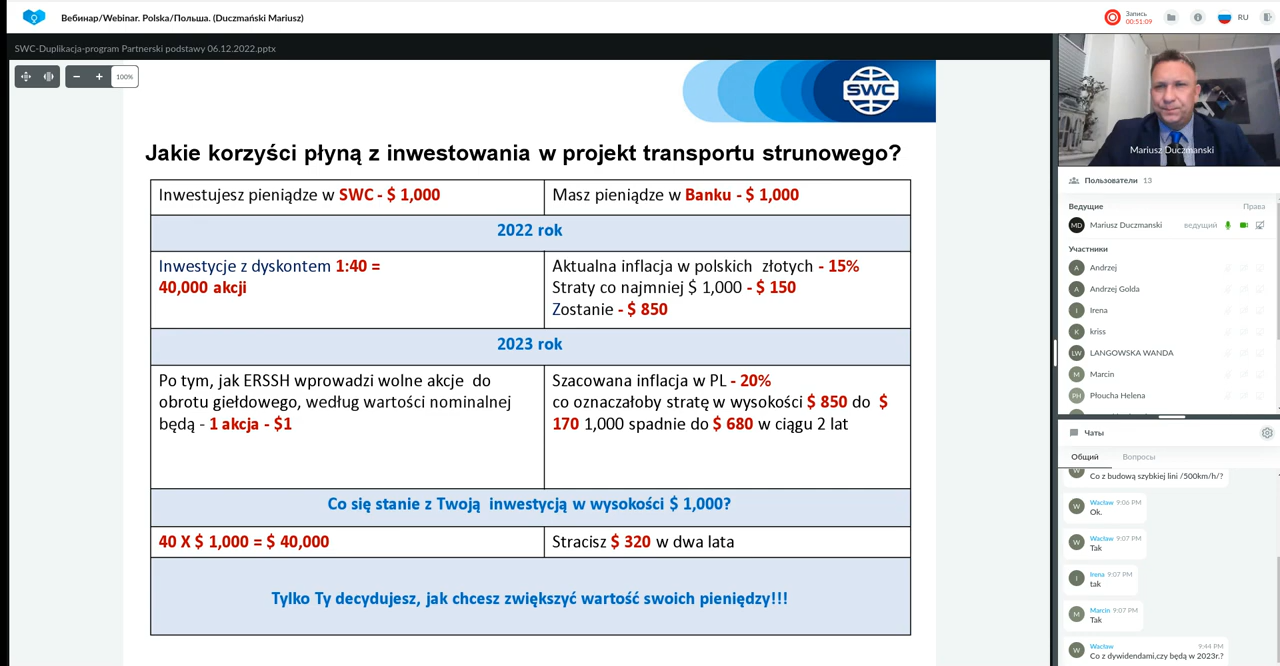 Вебинар/Webinar. Polska/Польша. (Duczmański Mariusz)
Запись
00:51:09
RU
SWC-Duplikacja-program Partnerski podstawy 06.12.2022.pptx
100%
SWC
Jakie korzyści płyną z inwestowania w projekt transportu strunowego?
Inwestujesz pieniądze w SWC - $ 1,000
Masz pieniądze w Banku - $ 1,000
2022 rok
Inwestycje z dyskontem 1:40 =
40,000 akcji
Aktualna inflacja w polskich złotych - 15%
Straty co najmniej $ 1,000 - $ 150
Zostanie - $ 850
2023 rok
Po tym, jak ERSSH wprowadzi wolne akcje do
obrotu giełdowego, według wartości nominalnej
będą - 1 akcja - $1
Szacowana inflacja w PL - 20%
co oznaczałoby stratę w wysokości $ 850 do $
170 1,000 spadnie do $ 680 w ciągu 2 lat
Co się stanie z Twoją inwestycją w wysokości $ 1,000?
40 X $ 1,000 = $ 40,000
Stracisz $ 320 w dwa lata
Tylko Ty decydujesz, jak chcesz zwiększyć wartość swoich pieniędzy!!!
Mariusz Duczmanski
Пользователи 13
Ведущие
Права
MD Mariusz Duczmanski ведущий
Участники
A Andrzej
A Andrzej Golda
I Irena
K kriss
LW LANGOWSKA WANDA
M Marcin
PH Płoucha Helena
Чаты
Общий
Вопросы
W Co z budową szybkiej lini /500km/h/?
W Wacław 9:06 PM
Ok.
W Wacław 9:07 PM
Tak
I Irena 9:07 PM
tak
M Marcin 9:07 PM
Tak
W Wacław 9:44 PM
Co z dywidendami,czy będą w 2023r.?